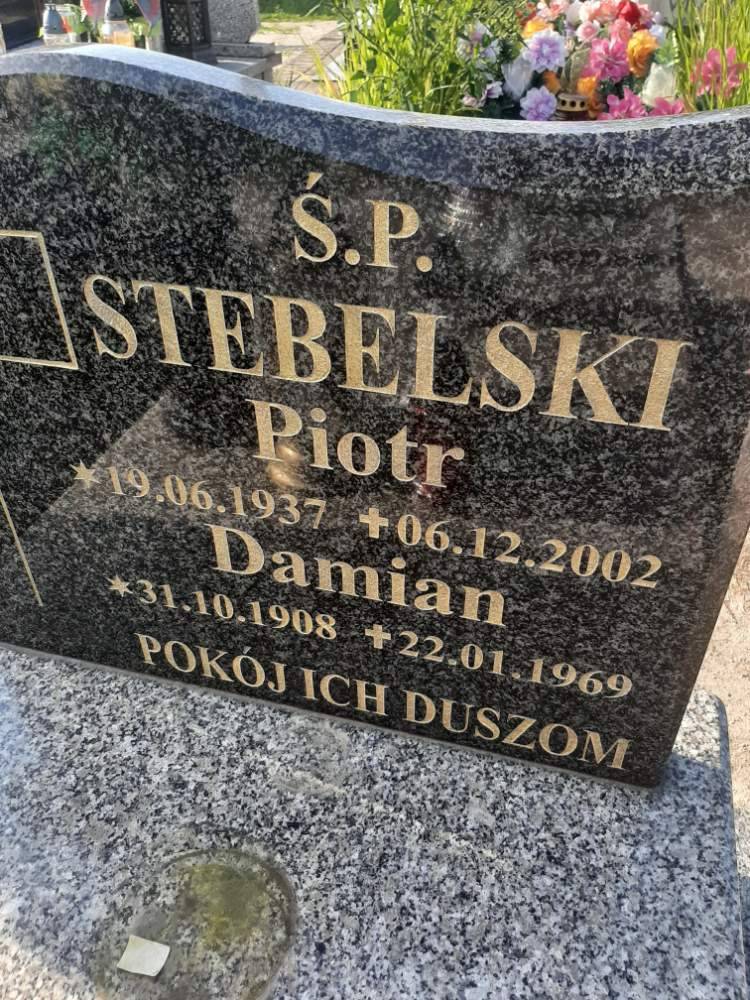 Ś.P.
STEBELSKI
Piotr
✶19.06.1937 ✝06.12.2002
Damian
✶31.10.1908 ✝22.01.1969
POKÓJ ICH DUSZOM